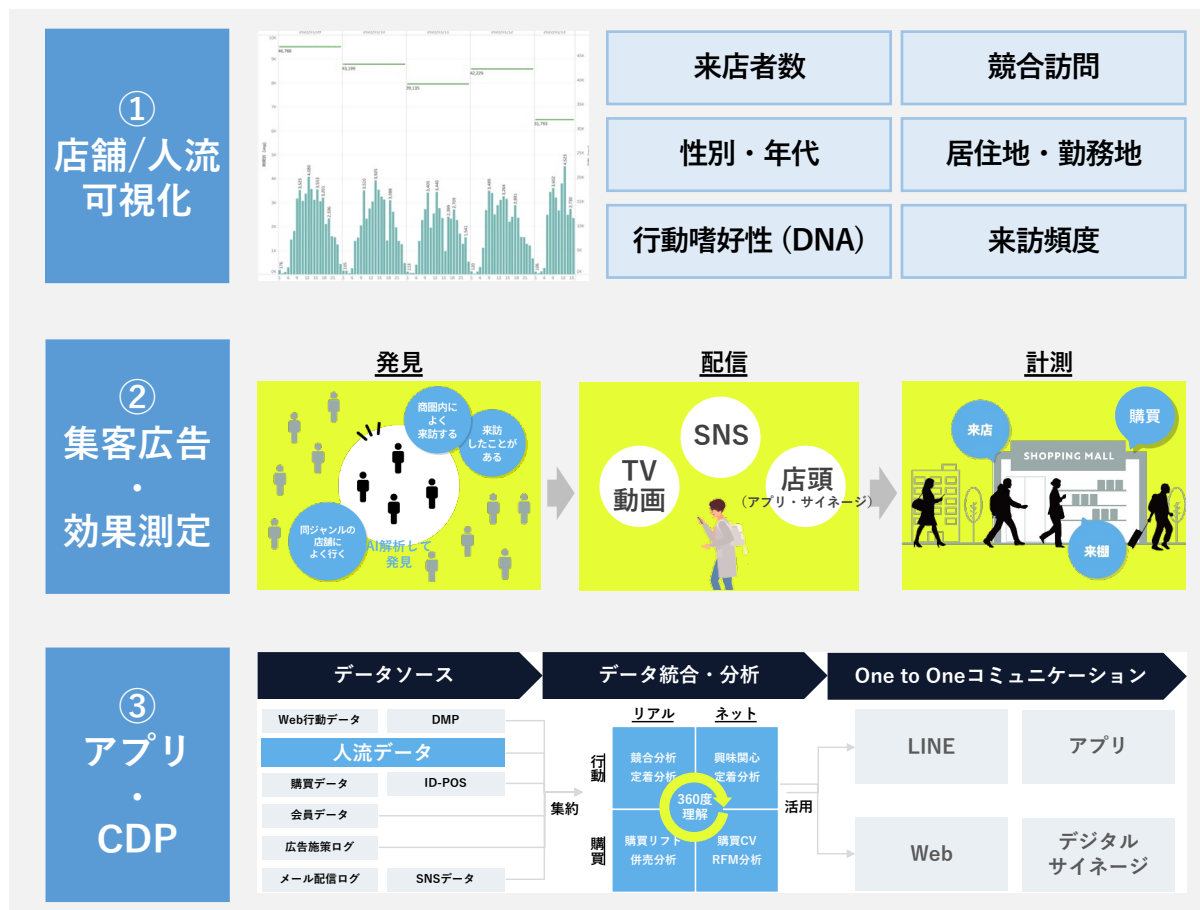 ①
店舗/人流
可視化
46,788
43,199
39,135
42,229
31,793
来店者数
競合訪問
性別・年代
居住地・勤務地
行動嗜好性 (DNA)
来訪頻度
②
集客広告
・
効果測定
発見
商圏内に
よく
来訪する
来訪
したことが
ある
同ジャンルの
店舗に
よく行く
AI解析して
発見
配信
TV
動画
SNS
店頭
(アプリ・サイネージ)
計測
来店
購買
SHOPPING MALL
来棚
③
アプリ
・
CDP
データソース
データ統合・分析
One to Oneコミュニケーション
Web行動データ
DMP
人流データ
購買データ
ID-POS
会員データ
広告施策ログ
メール配信ログ
SNSデータ
集約
リアル
ネット
行動
競合分析
定着分析
興味関心
定着分析
360度
理解
購買
購買リフト
併売分析
購買CV
RFM分析
活用
LINE
アプリ
Web
デジタル
サイネージ